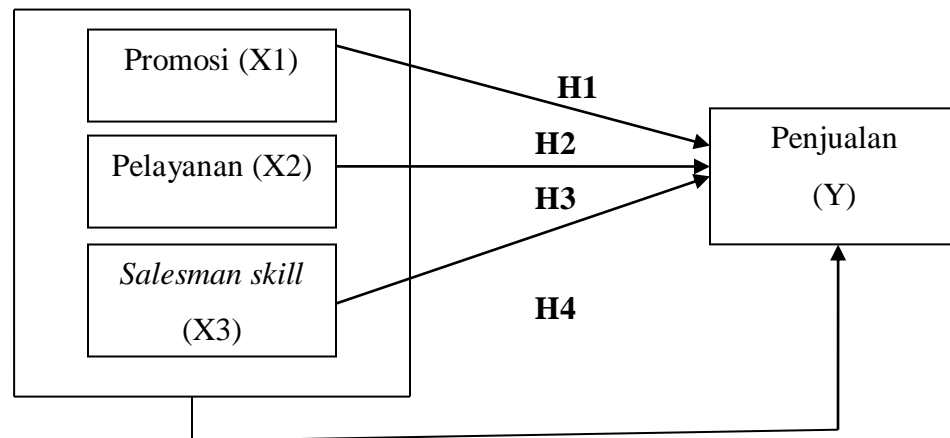 Promosi (X1)
H1
Pelayanan (X2)
H2
Penjualan
(Y)
H3
Salesman skill
(X3)
H4